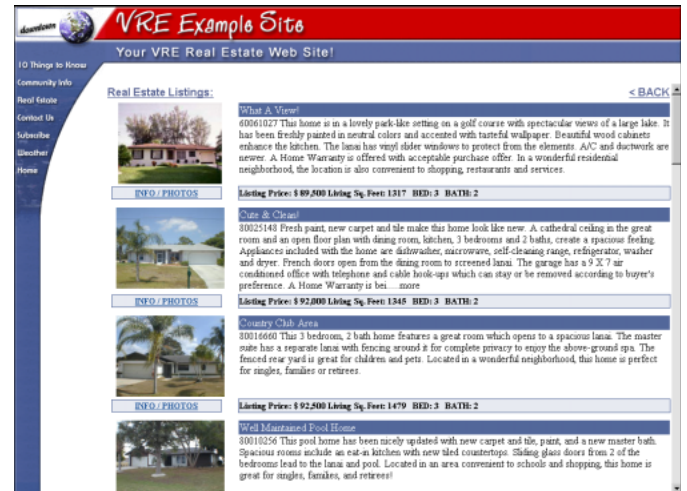 downtown
VRE Example Site
Your VRE Real Estate Web Site!
10 Things to Know
Community Info
Real Estate
Contact Us
Subscribe
Weather
Home
Real Estate Listings:
< BACK
What A View!
60061027 This home is in a lovely park-like setting on a golf course with spectacular views of a large lake. It
has been freshly painted in neutral colors and accented with tasteful wallpaper. Beautiful wood cabinets
enhance the kitchen. The lanai has vinyl slider windows to protect from the elements. A/C and ductwork are
newer. A Home Warranty is offered with acceptable purchase offer. In a wonderful residential
neighborhood, the location is also convenient to shopping, restaurants and services.
INFO / PHOTOS
Listing Price: $ 89,500 Living Sq. Feet: 1317 BED: 3 BATH: 2
Cute & Clean!
80025148 Fresh paint, new carpet and tile make this home look like new. A cathedral ceiling in the great
room and an open floor plan with dining room, kitchen, 3 bedrooms and 2 baths, create a spacious feeling.
Appliances included with the home are dishwasher, microwave, self-cleaning range, refrigerator, washer
and dryer. French doors open from the dining room to screened lanai. The garage has a 9 X 7 air
conditioned office with telephone and cable hook-ups which can stay or be removed according to buyer's
preference. A Home Warranty is bei.....more
INFO / PHOTOS
Listing Price: $ 92,000 Living Sq. Feet: 1345 BED: 3 BATH: 2
Country Club Area
80016660 This 3 bedroom, 2 bath home features a great room which opens to a spacious lanai. The master
suite has a separate lanai with fencing around it for complete privacy to enjoy the above-ground spa. The
fenced rear yard is great for children and pets. Located in a wonderful neighborhood, this home is perfect
for singles, families or retirees.
INFO / PHOTOS
Listing Price: $ 92,500 Living Sq. Feet: 1479 BED: 3 BATH: 2
Well Maintained Pool Home
80010256 This pool home has been nicely updated with new carpet and tile, paint, and a new master bath.
Spacious rooms include an eat-in kitchen with new tiled countertops. Sliding glass doors from 2 of the
bedrooms lead to the lanai and pool. Located in an area convenient to schools and shopping, this home is
great for singles, families, and retirees!